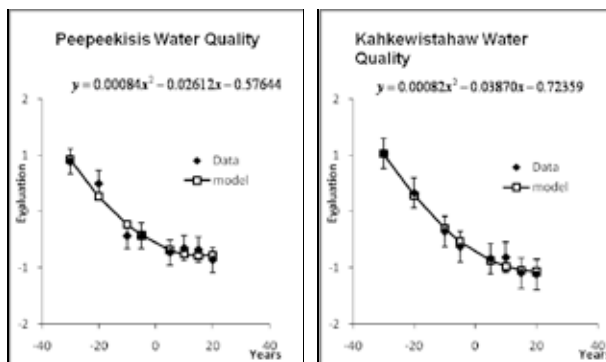 Peepeekisis Water Quality
y = 0.00084x² − 0.02612x − 0.57644
2
1
-1
-2
Evaluation
Data
model
-40
-20
0
20
40
Years
Kahkewistahaw Water
Quality
y = 0.00082x² − 0.03870x − 0.72359
2
1
-1
-2
Evaluation
Data
model
-40
-20
0
20
40
Years